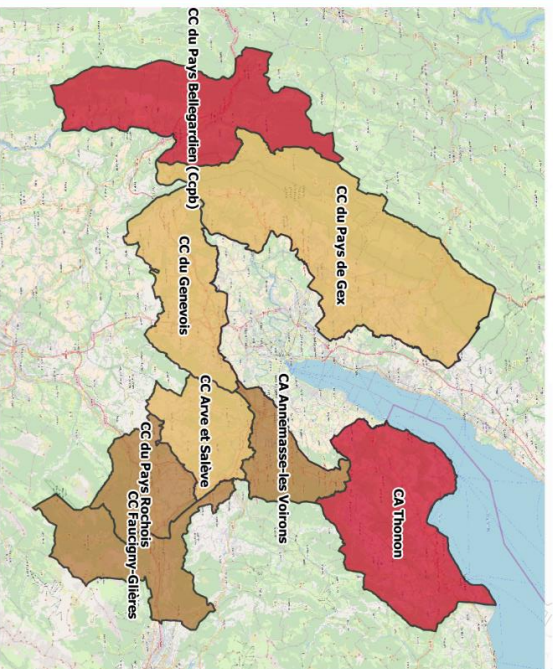 CC du Pays Bellegardien (Ccpb)
CC du Pays de Gex
CC du Genevois
CA Thonon
CA Annemasse-les Voirons
CC Arve et Salève
CC du Pays Rochois
CC Faucigny-Glières